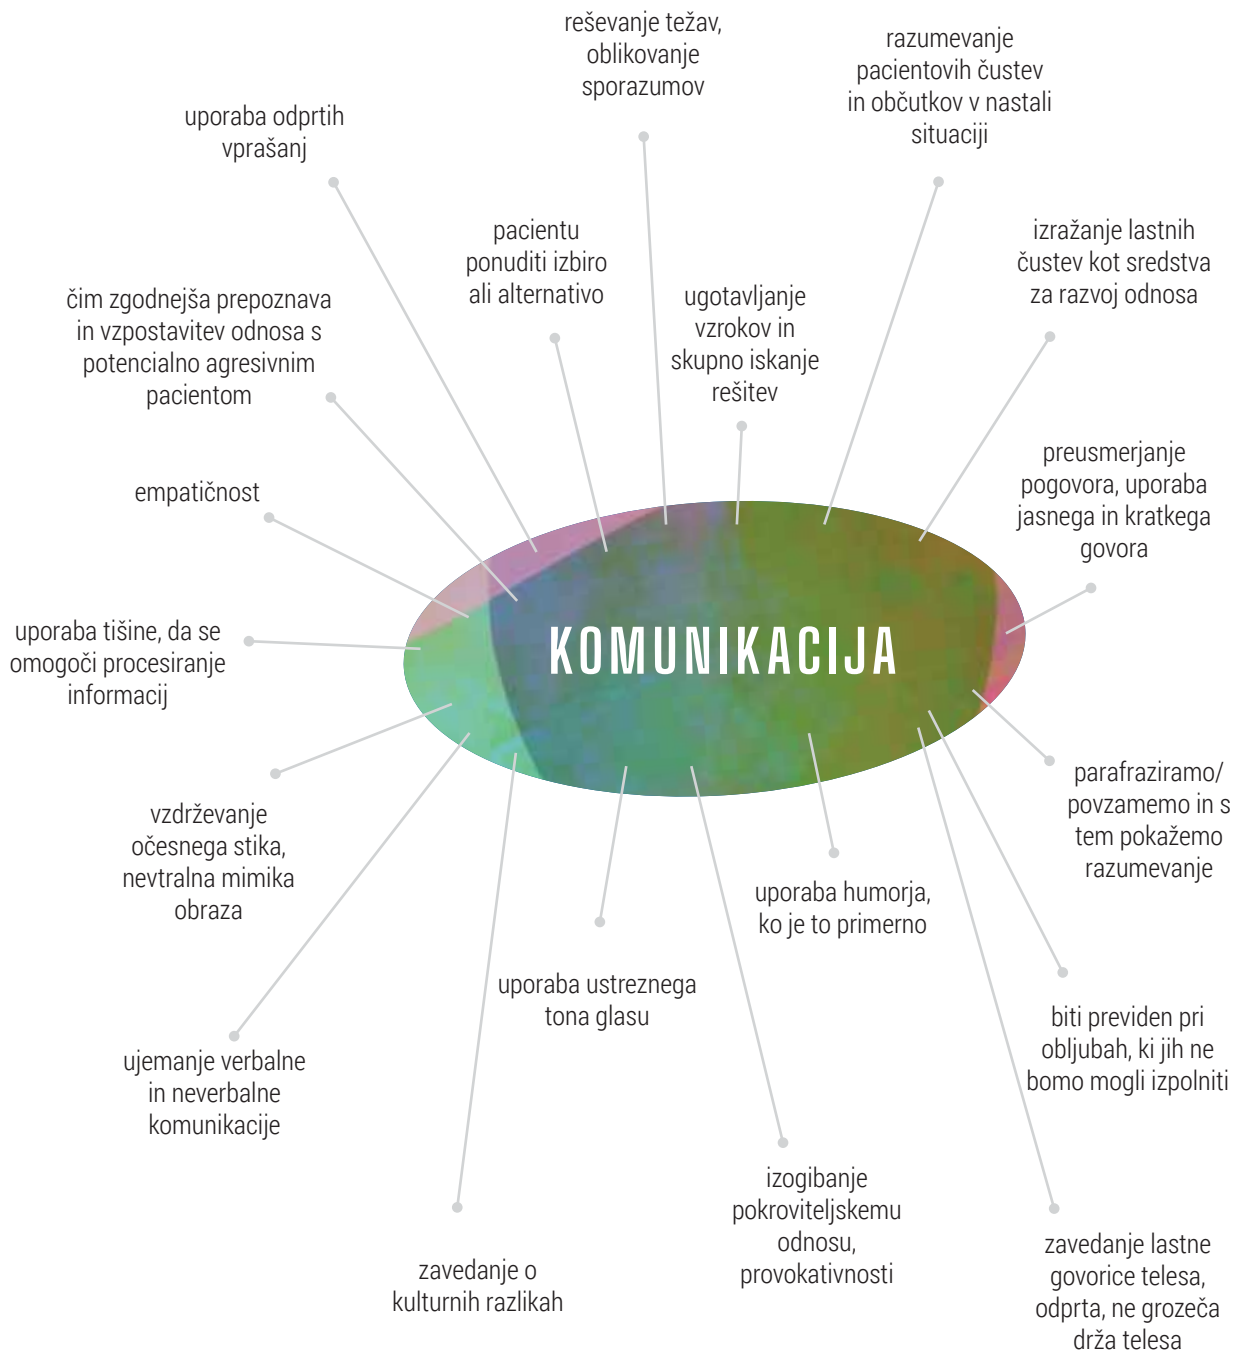 reševanje težav,
oblikovanje
sporazumov
razumevanje
pacientovih čustev
in občutkov v nastali
situaciji
uporaba odprtih
vprašanj
pacientu
ponuditi izbiro
ali alternativo
izražanje lastnih
čustev kot sredstva
za razvoj odnosa
čim zgodnejša prepoznava
in vzpostavitev odnosa s
potencialno agresivnim
pacientom
ugotavljanje
vzrokov in
skupno iskanje
rešitev
preusmerjanje
pogovora, uporaba
jasnega in kratkega
govora
empatičnost
uporaba tišine, da se
omogoči procesiranje
informacij
KOMUNIKACIJA
parafraziramo/
povzamemo in s
tem pokažemo
razumevanje
vzdrževanje
očesnega stika,
nevtralna mimika
obraza
uporaba humorja,
ko je to primerno
uporaba ustreznega
tona glasu
biti previden pri
obljubah, ki jih ne
bomo mogli izpolniti
ujemanje verbalne
in neverbalne
komunikacije
izogibanje
pokroviteljskemu
odnosu,
provokativnosti
zavedanje o
kulturnih razlikah
zavedanje lastne
govorice telesa,
odprta, ne grozeča
drža telesa